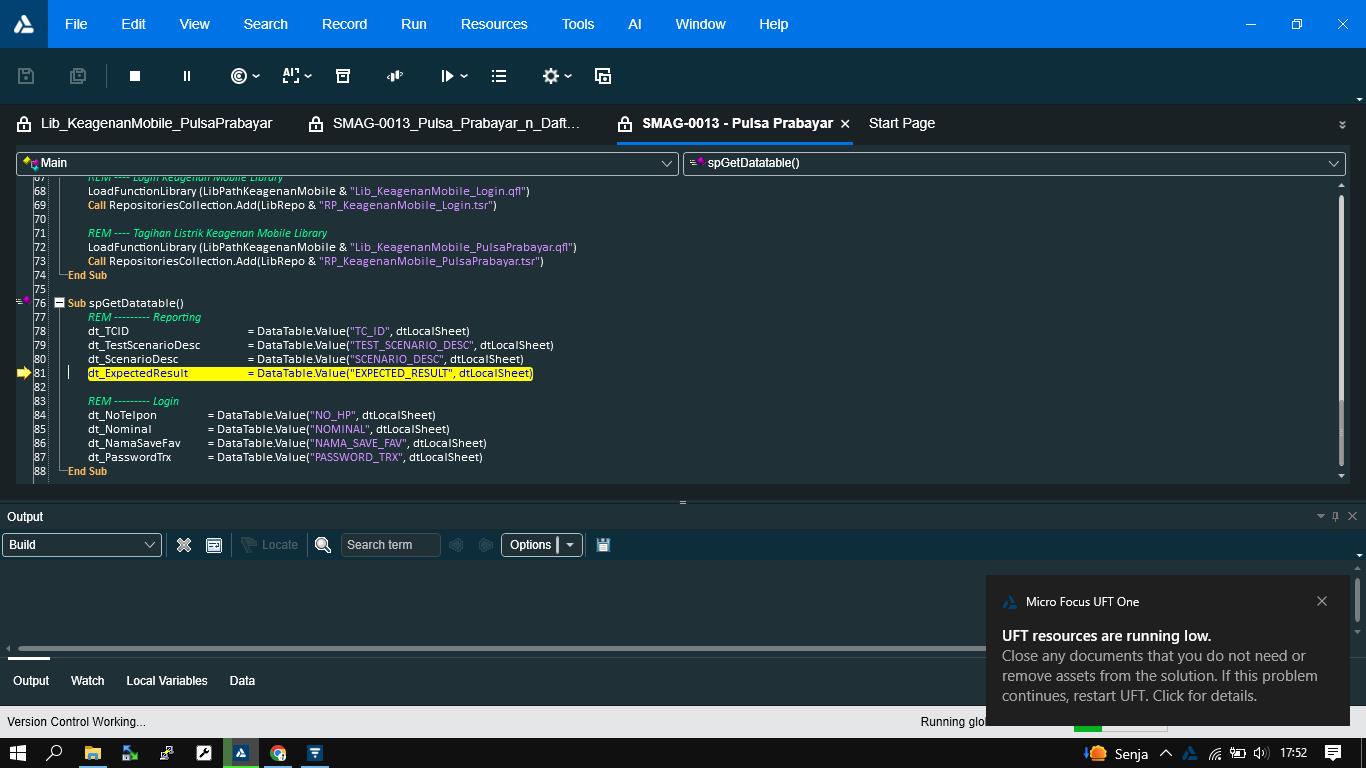 File Edit View Search Record Run Resources Tools AI Window Help
Lib_KeagenanMobile_PulsaPrabayar SMAG-0013_Pulsa_Prabayar_n_Daft... SMAG-0013 - Pulsa Prabayar Start Page
Main spGetDatatable()
67 REM ---- Login Keagenan Mobile Library
68 LoadFunctionLibrary (LibPathKeagenanMobile & "Lib_KeagenanMobile_Login.qfl")
69 Call RepositoriesCollection.Add(LibRepo & "RP_KeagenanMobile_Login.tsr")
70
71 REM ---- Tagihan Listrik Keagenan Mobile Library
72 LoadFunctionLibrary (LibPathKeagenanMobile & "Lib_KeagenanMobile_PulsaPrabayar.qfl")
73 Call RepositoriesCollection.Add(LibRepo & "RP_KeagenanMobile_PulsaPrabayar.tsr")
74 End Sub
75
76 Sub spGetDatatable()
77 REM --------- Reporting
78 dt_TCID = DataTable.Value("TC_ID", dtLocalSheet)
79 dt_TestScenarioDesc = DataTable.Value("TEST_SCENARIO_DESC", dtLocalSheet)
80 dt_ScenarioDesc = DataTable.Value("SCENARIO_DESC", dtLocalSheet)
81 dt_ExpectedResult = DataTable.Value("EXPECTED_RESULT", dtLocalSheet)
82
83 REM --------- Login
84 dt_NoTelpon = DataTable.Value("NO_HP", dtLocalSheet)
85 dt_Nominal = DataTable.Value("NOMINAL", dtLocalSheet)
86 dt_NamaSaveFav = DataTable.Value("NAMA_SAVE_FAV", dtLocalSheet)
87 dt_PasswordTrx = DataTable.Value("PASSWORD_TRX", dtLocalSheet)
88 End Sub
Output
Build Locate Search term Options
Micro Focus UFT One
UFT resources are running low.
Close any documents that you do not need or
remove assets from the solution. If this problem
continues, restart UFT. Click for details.
Output Watch Local Variables Data
Version Control Working... Running glo
Senja 17:52